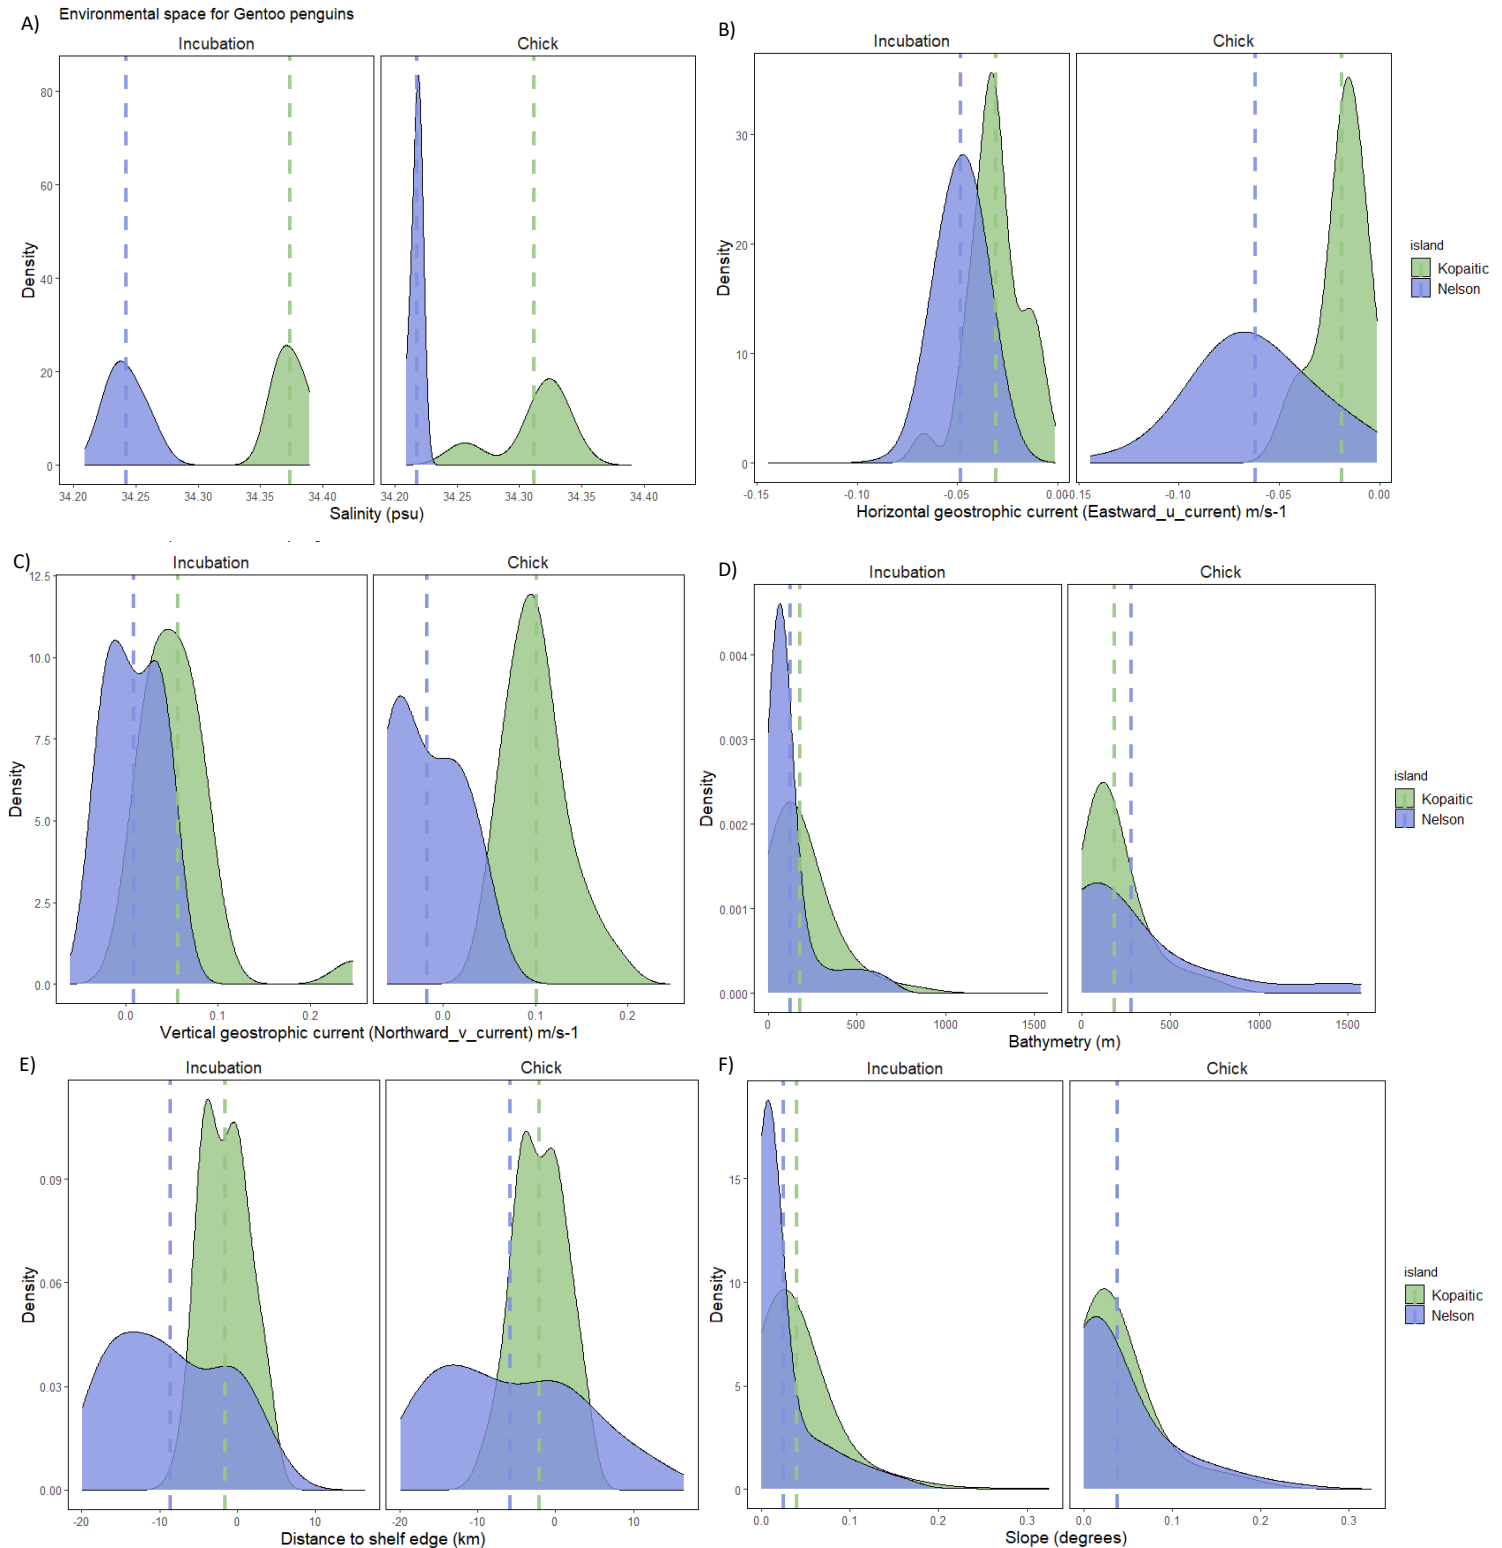 Environmental space for Gentoo penguins
A)
Incubation
Chick
Density
80
60
40
20
0
34.20 34.25 34.30 34.35 34.40
34.20 34.25 34.30 34.35 34.40
Salinity (psu)
B)
Incubation
Chick
Density
30
20
10
0
-0.15 -0.10 -0.05 0.00
-0.15 -0.10 -0.05 0.00
Horizontal geostrophic current (Eastward_u_current) m/s-1
island
Kopaitic
Nelson
C)
Incubation
Chick
Density
12.5
10.0
7.5
5.0
2.5
0.0
0.0 0.1 0.2
0.0 0.1 0.2
Vertical geostrophic current (Northward_v_current) m/s-1
D)
Incubation
Chick
Density
0.004
0.003
0.002
0.001
0.000
0 500 1000 1500
0 500 1000 1500
Bathymetry (m)
island
Kopaitic
Nelson
E)
Incubation
Chick
Density
0.09
0.06
0.03
0.00
-20 -10 0 10
-20 -10 0 10
Distance to shelf edge (km)
F)
Incubation
Chick
Density
15
10
5
0
0.0 0.1 0.2 0.3
0.0 0.1 0.2 0.3
Slope (degrees)
island
Kopaitic
Nelson